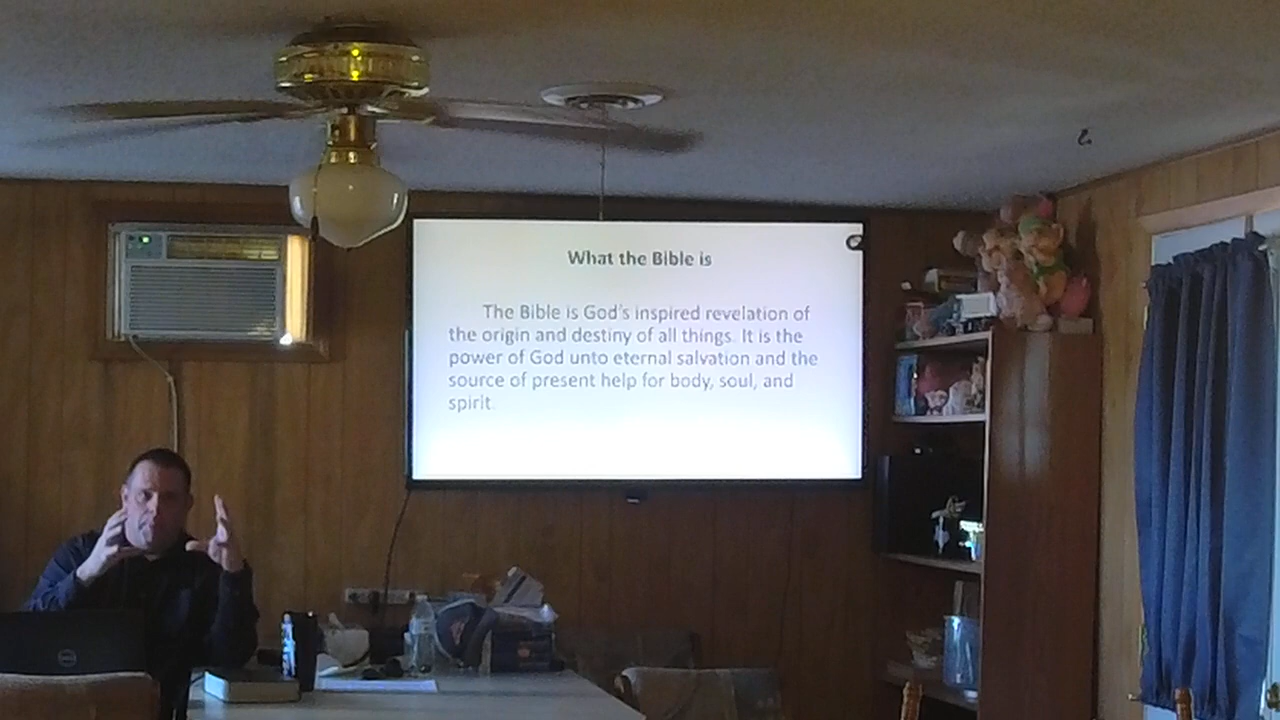 What the Bible is
The Bible is God's inspired revelation of
the origin and destiny of all things. It is the
power of God unto eternal salvation and the
source of present help for body, soul, and
spirit.
DELL